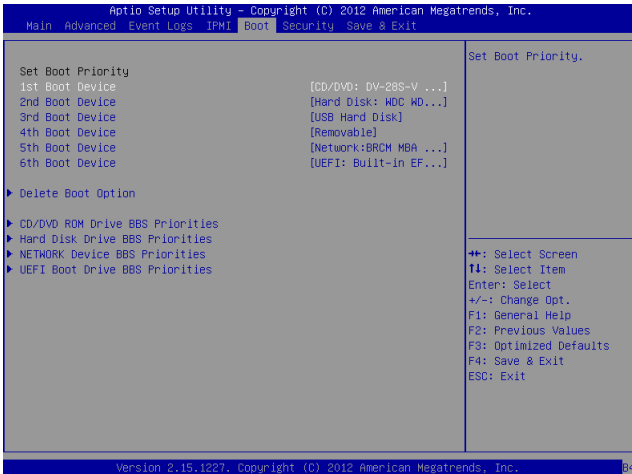 Aptio Setup Utility – Copyright (C) 2012 American Megatrends, Inc.
Main Advanced Event Logs IPMI Boot Security Save & Exit
Set Boot Priority
1st Boot Device [CD/DVD: DV-28S-V ...]
2nd Boot Device [Hard Disk: WDC WD...]
3rd Boot Device [USB Hard Disk]
4th Boot Device [Removable]
5th Boot Device [Network:BRCM MBA ...]
6th Boot Device [UEFI: Built-in EF...]
Delete Boot Option
CD/DVD ROM Drive BBS Priorities
Hard Disk Drive BBS Priorities
NETWORK Device BBS Priorities
UEFI Boot Drive BBS Priorities
Set Boot Priority.
→←: Select Screen
↑↓: Select Item
Enter: Select
+/-: Change Opt.
F1: General Help
F2: Previous Values
F3: Optimized Defaults
F4: Save & Exit
ESC: Exit
Version 2.15.1227. Copyright (C) 2012 American Megatrends, Inc.